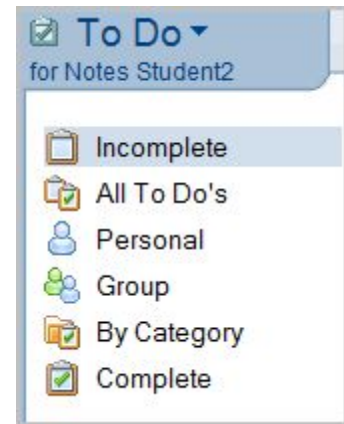 To Do
for Notes Student2
Incomplete
All To Do's
Personal
Group
By Category
Complete